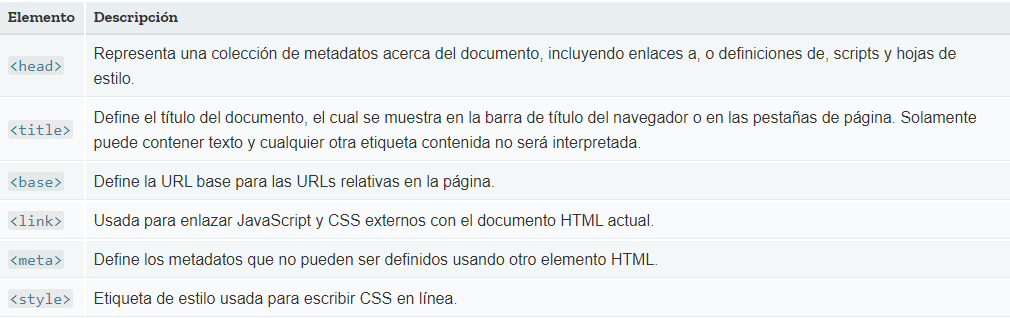 Elemento Descripción
<head> Representa una colección de metadatos acerca del documento, incluyendo enlaces a, o definiciones de, scripts y hojas de
estilo.
<title> Define el título del documento, el cual se muestra en la barra de título del navegador o en las pestañas de página. Solamente
puede contener texto y cualquier otra etiqueta contenida no será interpretada.
<base> Define la URL base para las URLs relativas en la página.
<link> Usada para enlazar JavaScript y CSS externos con el documento HTML actual.
<meta> Define los metadatos que no pueden ser definidos usando otro elemento HTML.
<style> Etiqueta de estilo usada para escribir CSS en línea.